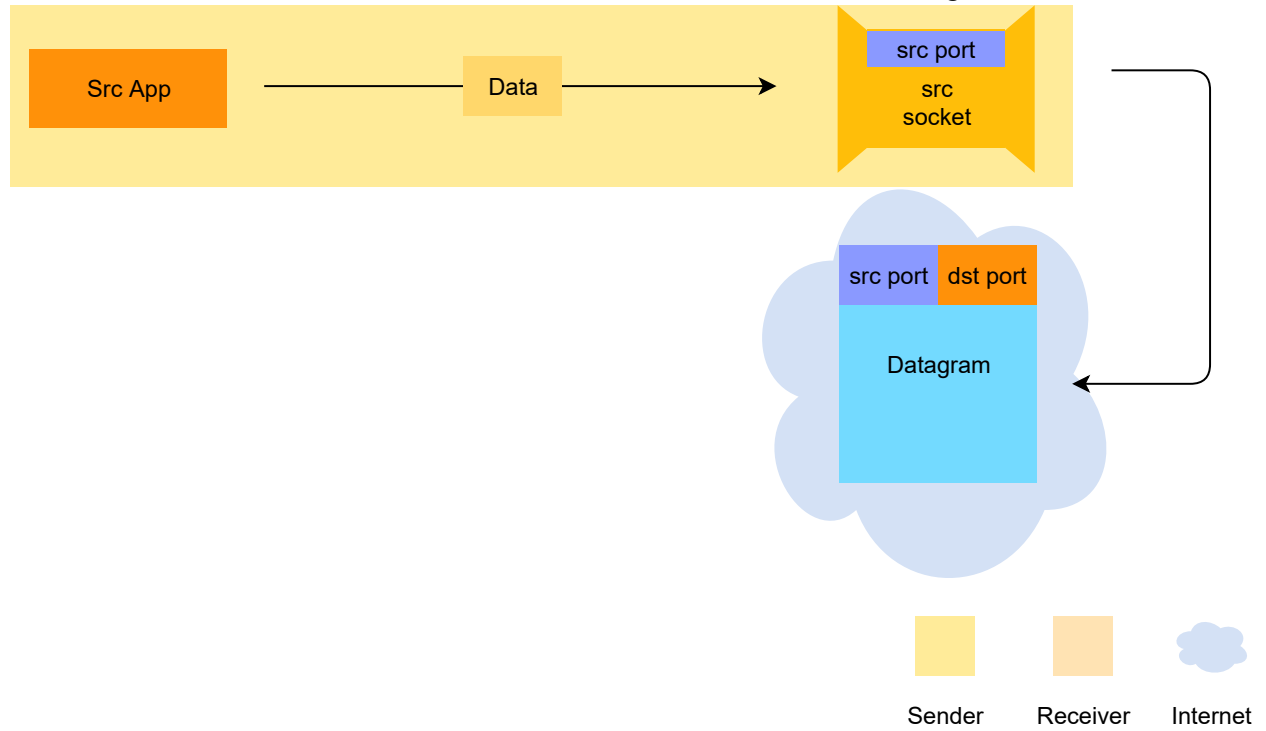 Src App
Data
src port
src
socket
src port
dst port
Datagram
Sender
Receiver
Internet